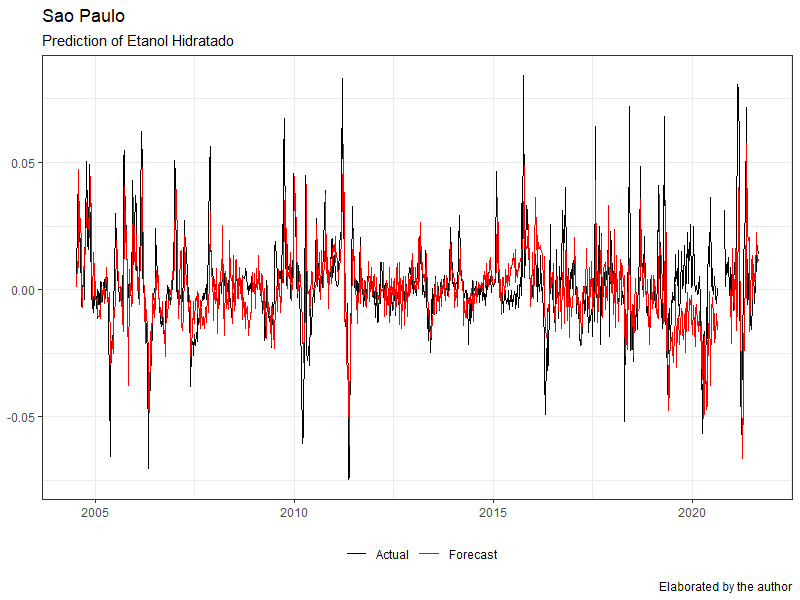 Sao Paulo
Prediction of Etanol Hidratado
0.05
0.00
-0.05
2005 2010 2015 2020
Actual Forecast
Elaborated by the author